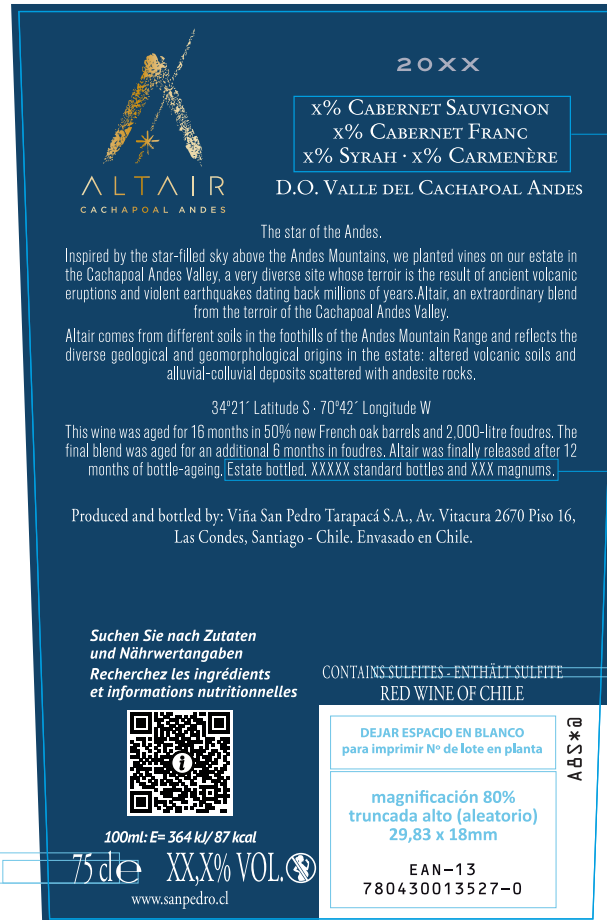 ALTAIR
CACHAPOAL ANDES
20XX
x% Cabernet Sauvignon
x% Cabernet Franc
x% Syrah · x% Carmenère
D.O. Valle del Cachapoal Andes
The star of the Andes.
Inspired by the star-filled sky above the Andes Mountains, we planted vines on our estate in
the Cachapoal Andes Valley, a very diverse site whose terroir is the result of ancient volcanic
eruptions and violent earthquakes dating back millions of years.Altair, an extraordinary blend
from the terroir of the Cachapoal Andes Valley.
Altair comes from different soils in the foothills of the Andes Mountain Range and reflects the
diverse geological and geomorphological origins in the estate: altered volcanic soils and
alluvial-colluvial deposits scattered with andesite rocks.
34º21´ Latitude S · 70º42´ Longitude W
This wine was aged for 16 months in 50% new French oak barrels and 2,000-litre foudres. The
final blend was aged for an additional 6 months in foudres. Altair was finally released after 12
months of bottle-ageing. Estate bottled. XXXXX standard bottles and XXX magnums.
Produced and bottled by: Viña San Pedro Tarapacá S.A., Av. Vitacura 2670 Piso 16,
Las Condes, Santiago - Chile. Envasado en Chile.
Suchen Sie nach Zutaten
und Nährwertangaben
Recherchez les ingrédients
et informations nutritionnelles
i
100ml: E= 364 kJ/ 87 kcal
75 cl e XX,X% VOL.
www.sanpedro.cl
CONTAINS SULFITES - ENTHÄLT SULFITE
RED WINE OF CHILE
DEJAR ESPACIO EN BLANCO
para imprimir Nº de lote en planta
magnificación 80%
truncada alto (aleatorio)
29,83 x 18mm
EAN-13
780430013527-0